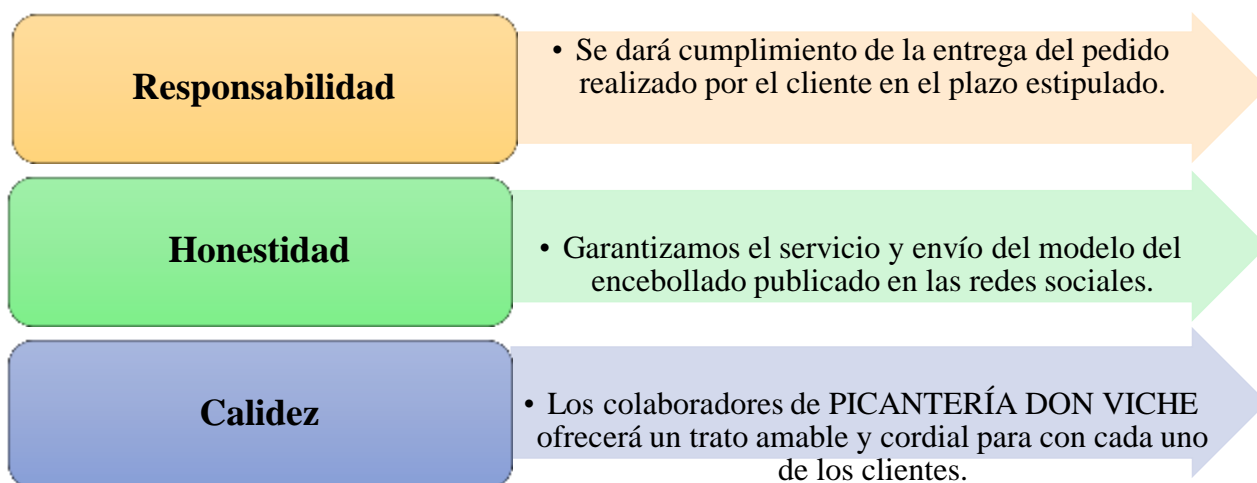 Responsabilidad
• Se dará cumplimiento de la entrega del pedido
realizado por el cliente en el plazo estipulado.
Honestidad
• Garantizamos el servicio y envío del modelo del
encebollado publicado en las redes sociales.
Calidez
• Los colaboradores de PICANTERÍA DON VICHE
ofrecerá un trato amable y cordial para con cada uno
de los clientes.